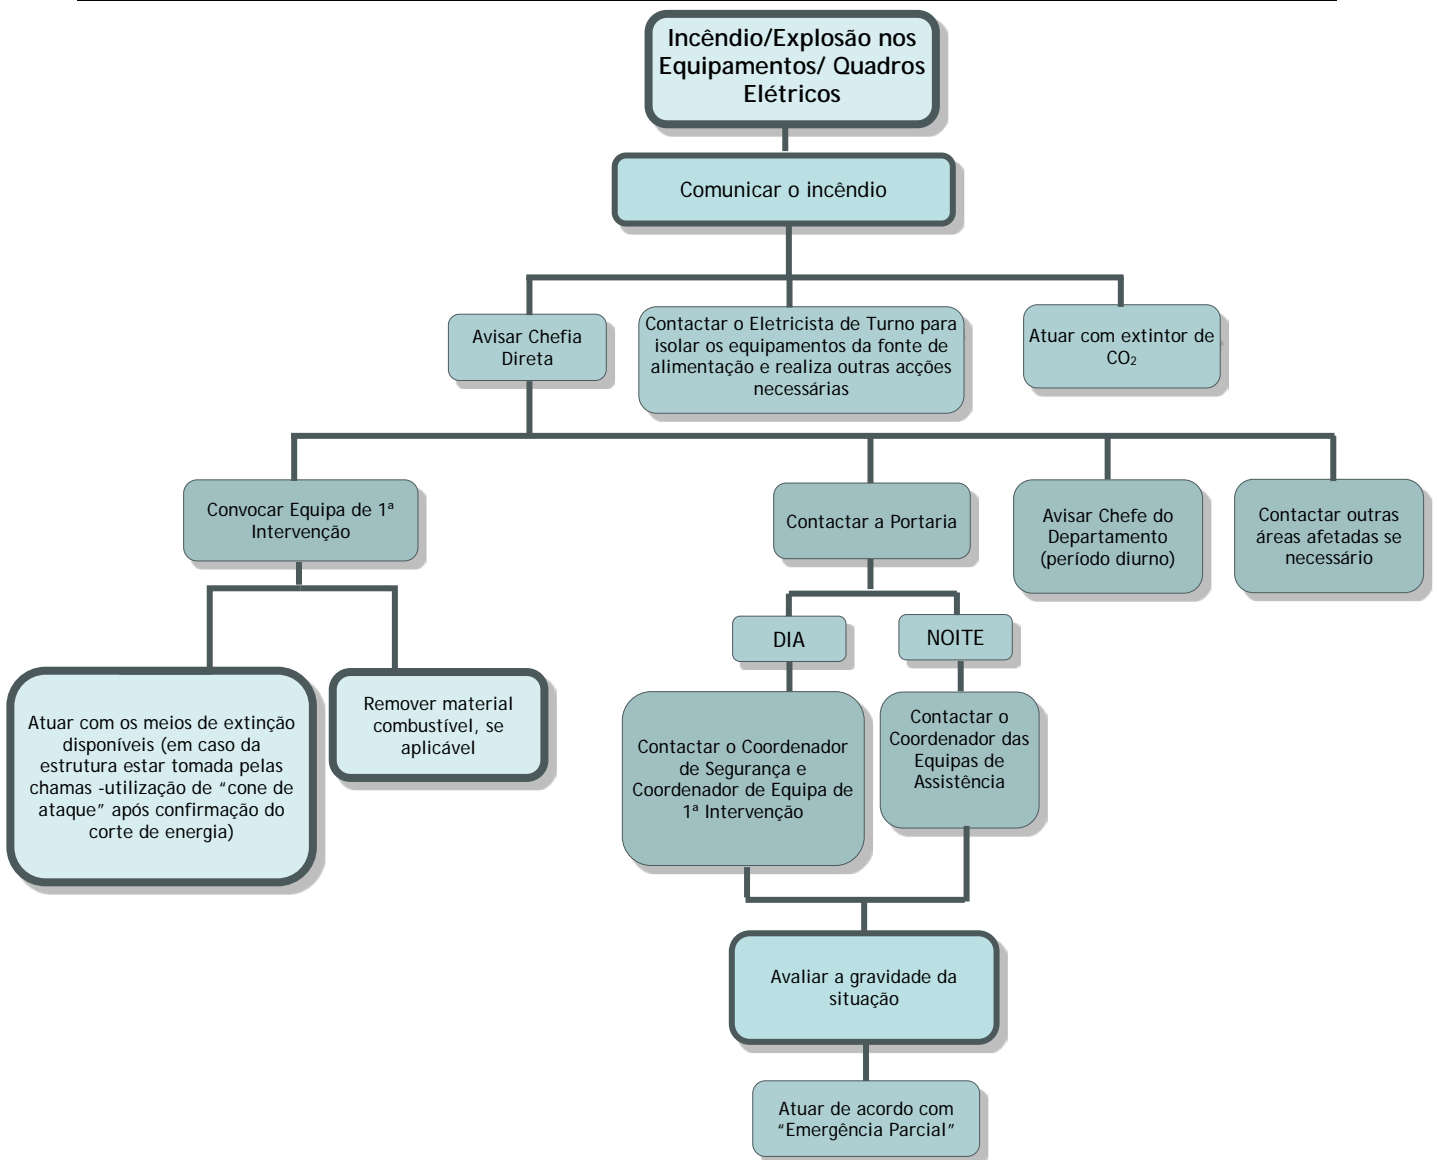 Incêndio/Explosão nos
Equipamentos/ Quadros
Elétricos
Comunicar o incêndio
Avisar Chefia
Direta
Contactar o Eletricista de Turno para
isolar os equipamentos da fonte de
alimentação e realiza outras acções
necessárias
Atuar com extintor de
CO₂
Convocar Equipa de 1ª
Intervenção
Contactar a Portaria
Avisar Chefe do
Departamento
(período diurno)
Contactar outras
áreas afetadas se
necessário
DIA
NOITE
Atuar com os meios de extinção
disponíveis (em caso da
estrutura estar tomada pelas
chamas -utilização de “cone de
ataque” após confirmação do
corte de energia)
Remover material
combustível, se
aplicável
Contactar o Coordenador
de Segurança e
Coordenador de Equipa de
1ª Intervenção
Contactar o
Coordenador das
Equipas de
Assistência
Avaliar a gravidade da
situação
Atuar de acordo com
“Emergência Parcial”